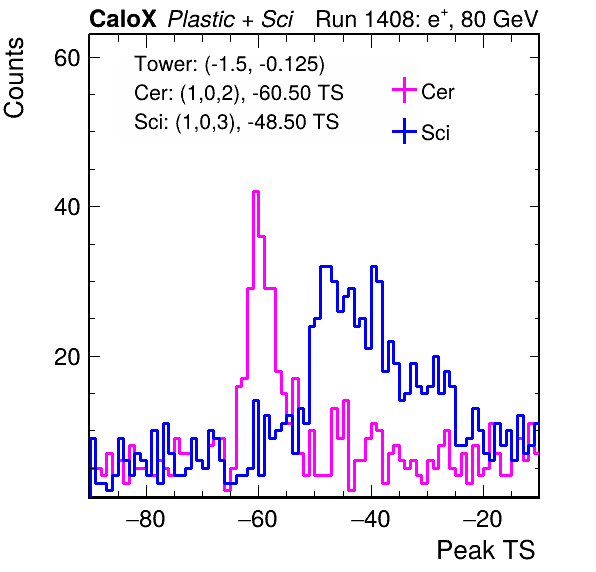 CaloX Plastic + Sci Run 1408: e⁺, 80 GeV
Counts
60
40
20
Tower: (-1.5, -0.125)
Cer: (1,0,2), -60.50 TS
Sci: (1,0,3), -48.50 TS
Cer
Sci
−80 −60 −40 −20
Peak TS